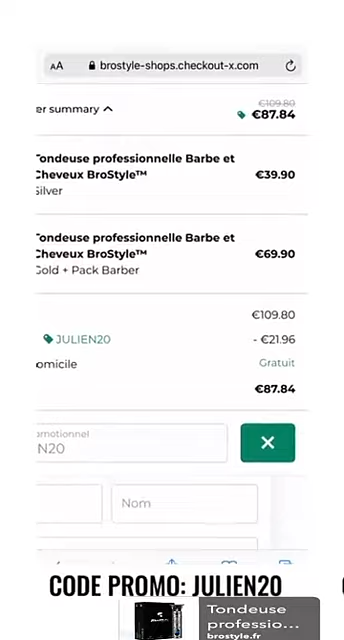 AA brostyle-shops.checkout-x.com
€109.80
er summary €87.84
Tondeuse professionnelle Barbe et
Cheveux BroStyle™ €39.90
Silver
Tondeuse professionnelle Barbe et
Cheveux BroStyle™ €69.90
Gold + Pack Barber
€109.80
JULIEN20 - €21.96
omicile Gratuit
€87.84
omotionnel
N20
Nom
CODE PROMO: JULIEN20
Tondeuse
professio...
brostyle.fr